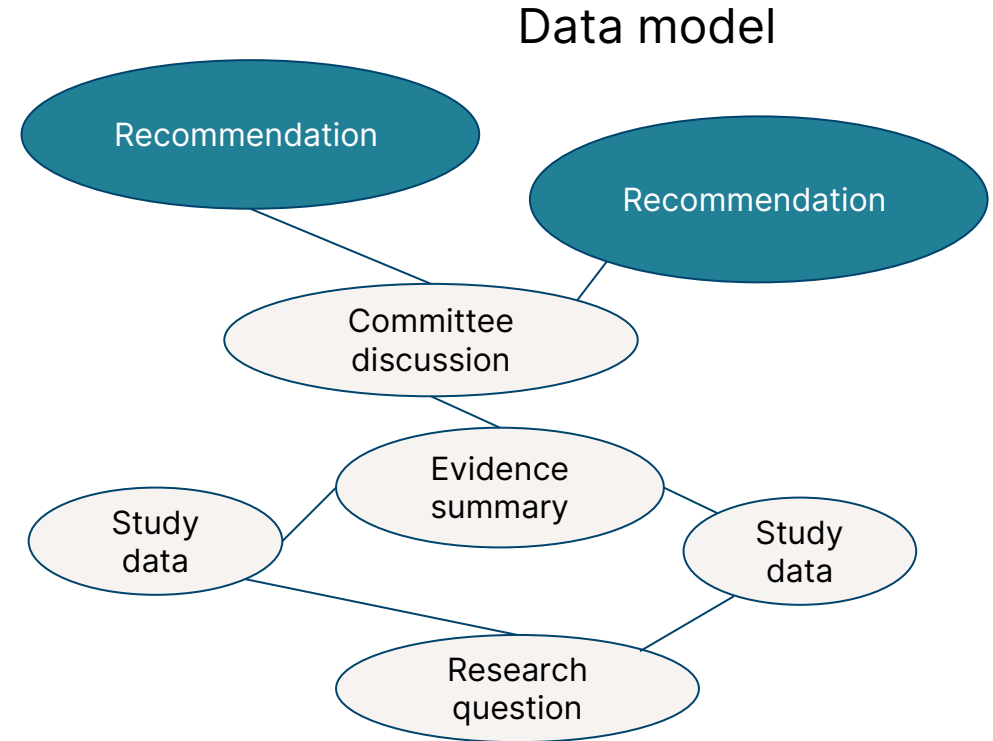 Data model
Recommendation
Recommendation
Committee
discussion
Evidence
summary
Study
data
Study
data
Research
question